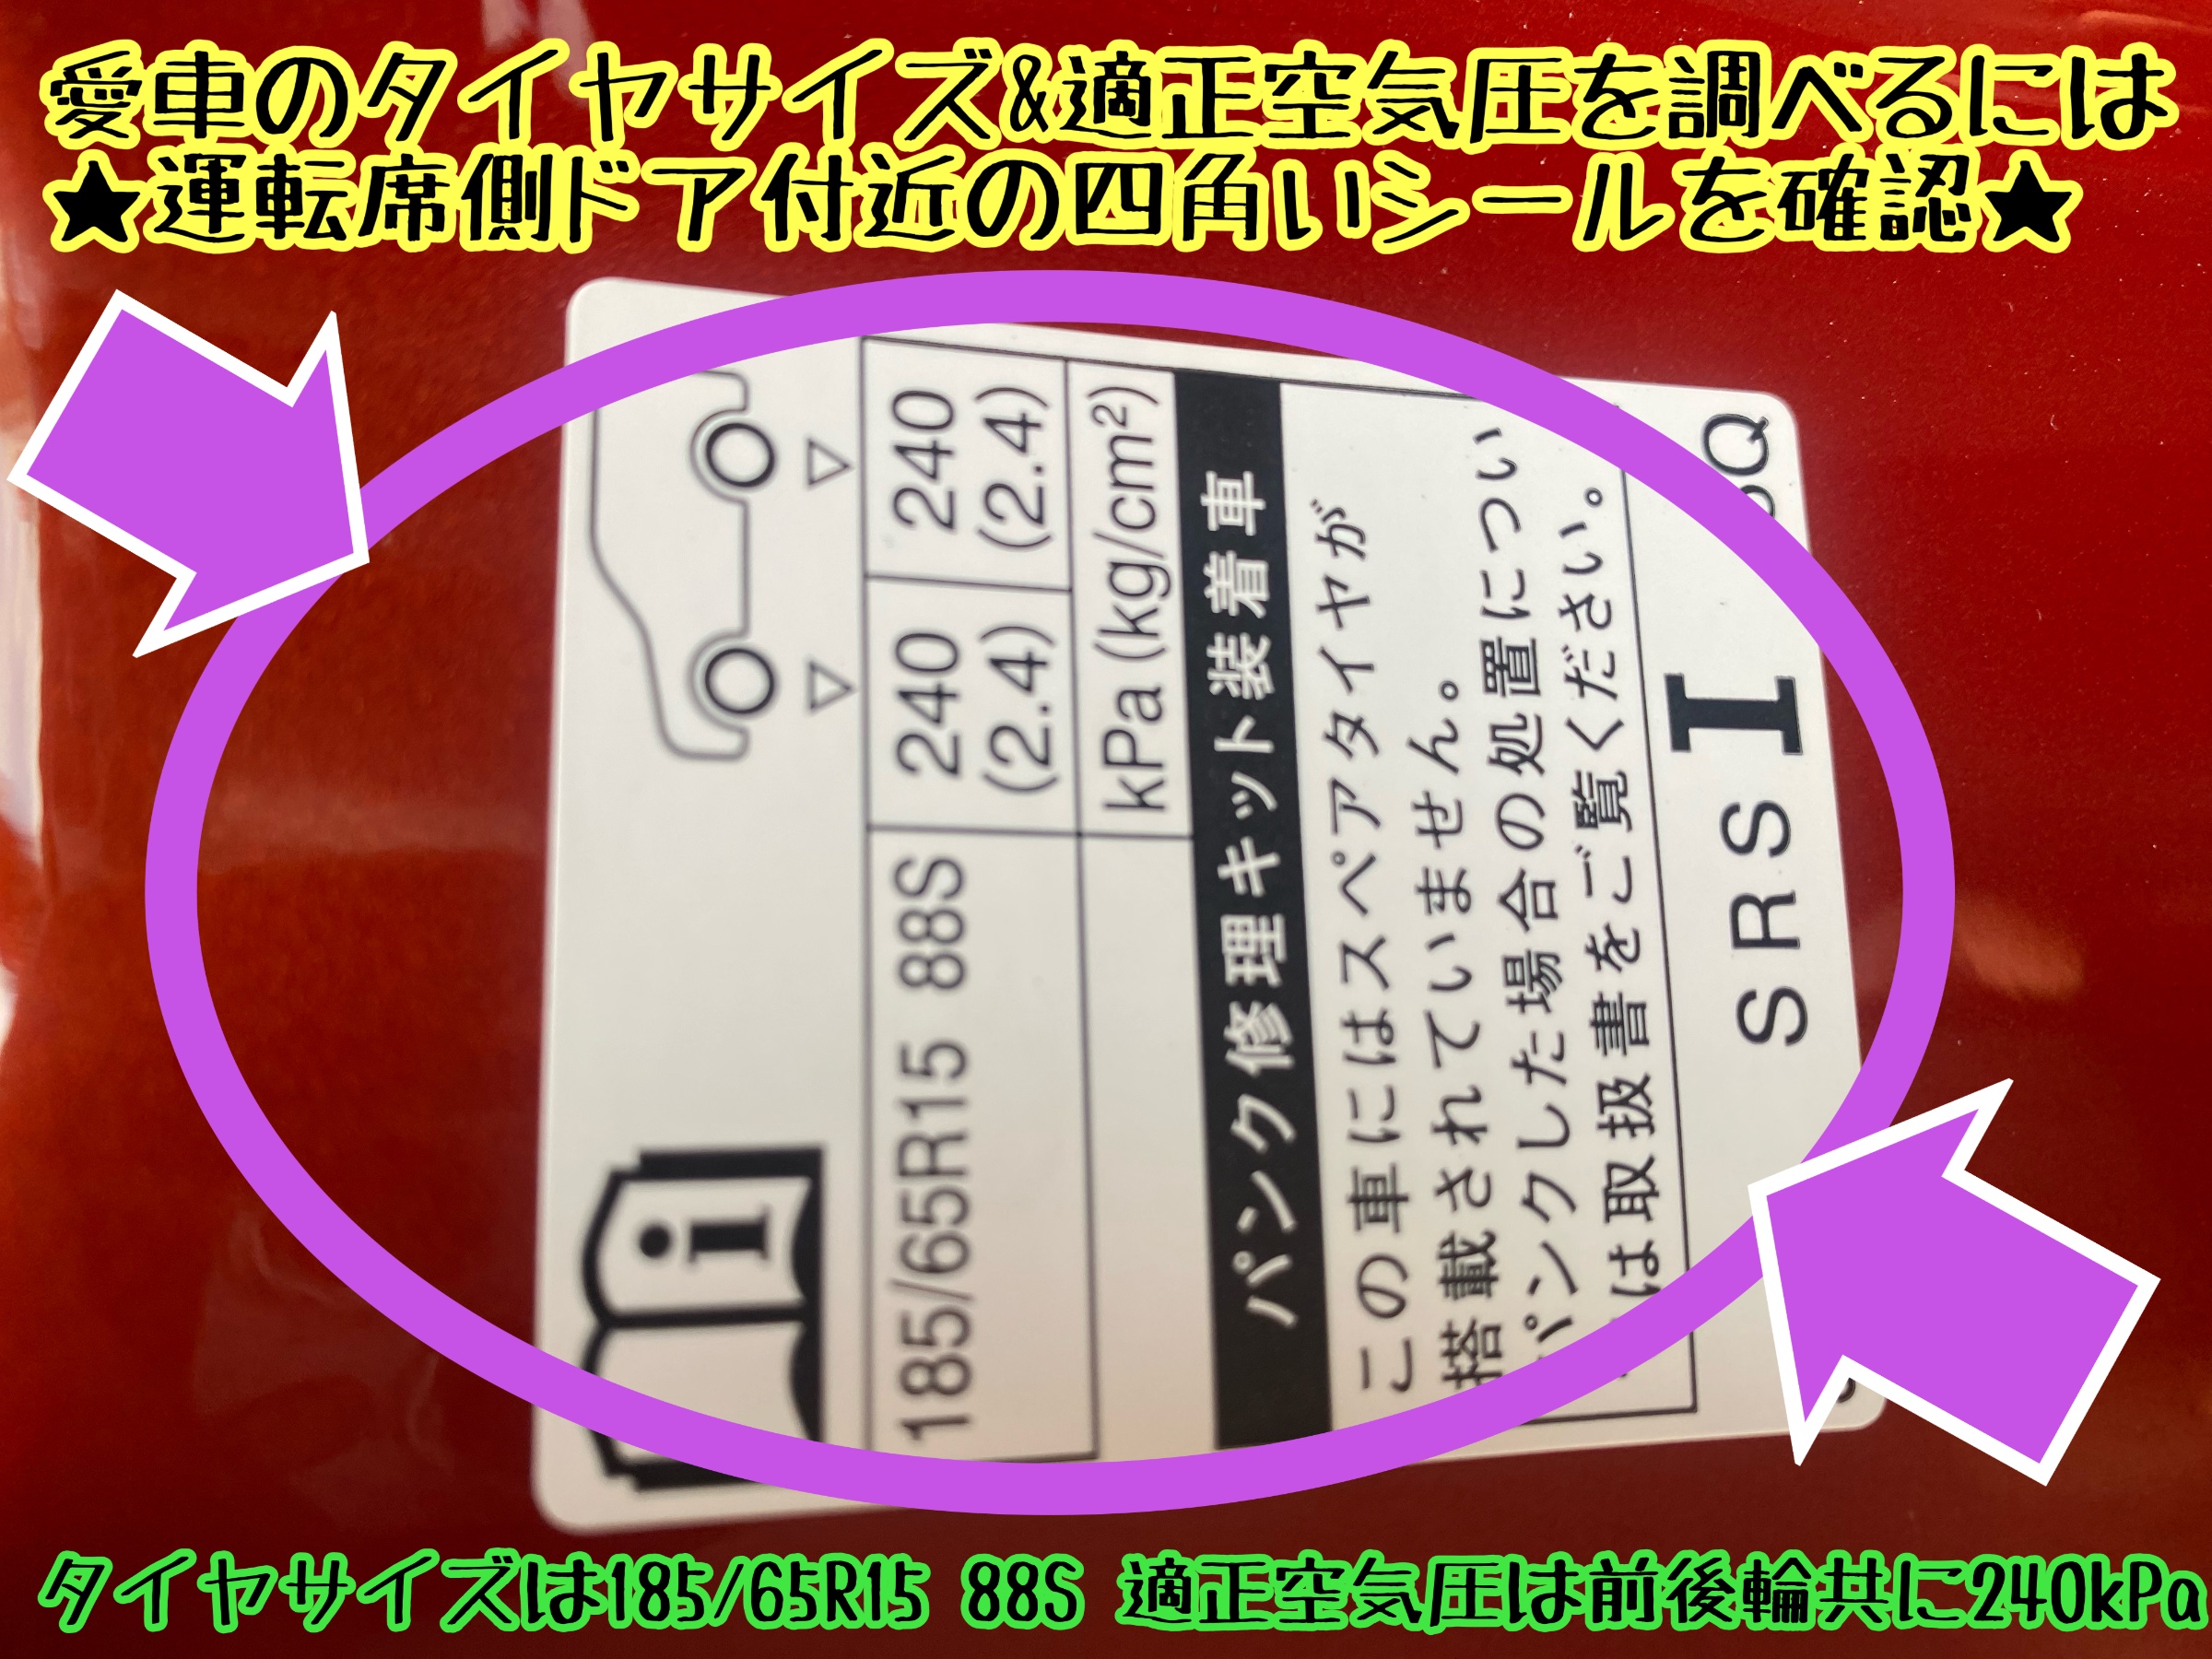 愛車のタイヤサイズ&適正空気圧を調べるには
★運転席側ドア付近の四角いシールを確認★
i
185/65R15 88S
240
(2.4)
240
(2.4)
kPa (kg/cm²)
パンク修理キット装着車
この車にはスペアタイヤが
搭載されていません。
パンクした場合の処置につい
は取扱書をご覧ください。
SRS I
Q
タイヤサイズは185/65R15 88S 適正空気圧は前後輪共に240kPa